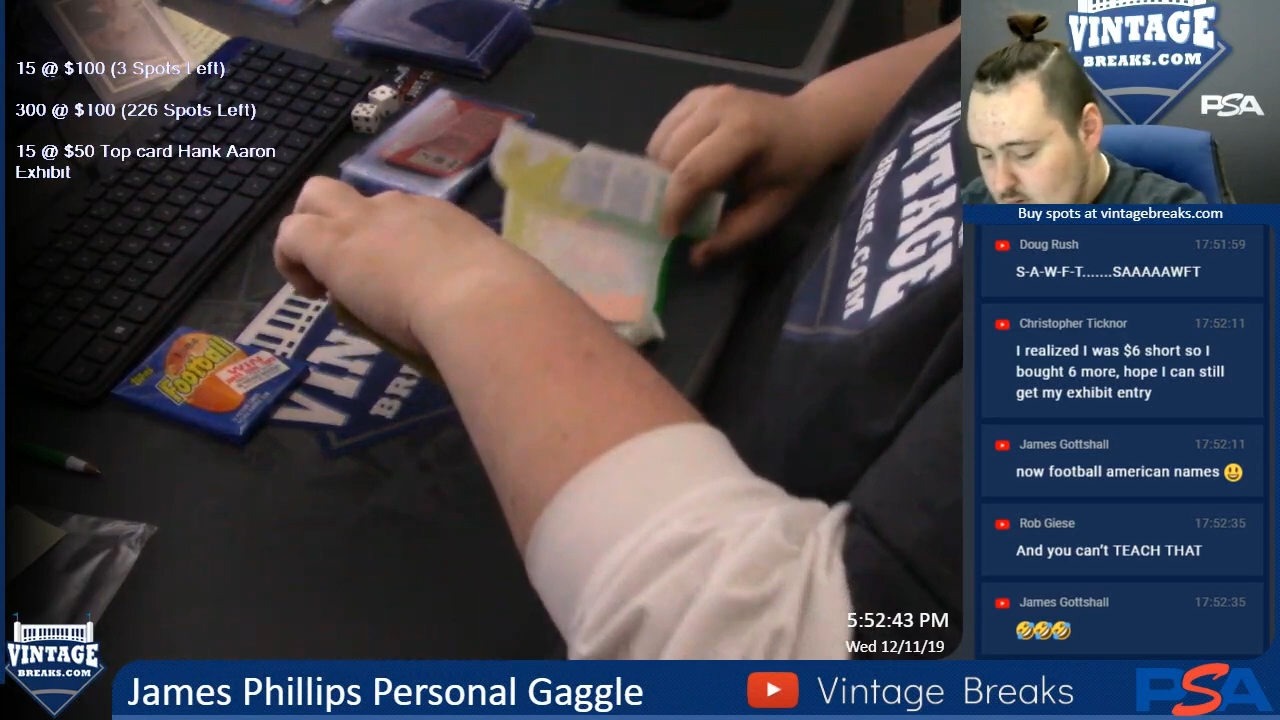 15 @ $100 (3 Spots Left)
300 @ $100 (226 Spots Left)
15 @ $50 Top card Hank Aaron
Exhibit
Football
VINTAGE
BREAKS.COM
VINTAGE
BREAKS.COM
PSA
Buy spots at vintagebreaks.com
Doug Rush 17:51:59
S-A-W-F-T.......SAAAAAWFT
Christopher Ticknor 17:52:11
I realized I was $6 short so I
bought 6 more, hope I can still
get my exhibit entry
James Gottshall 17:52:11
now football american names 😃
Rob Giese 17:52:35
And you can't TEACH THAT
James Gottshall 17:52:35
🤣🤣🤣
5:52:43 PM
Wed 12/11/19
VINTAGE
BREAKS.COM
James Phillips Personal Gaggle
Vintage Breaks
PSA